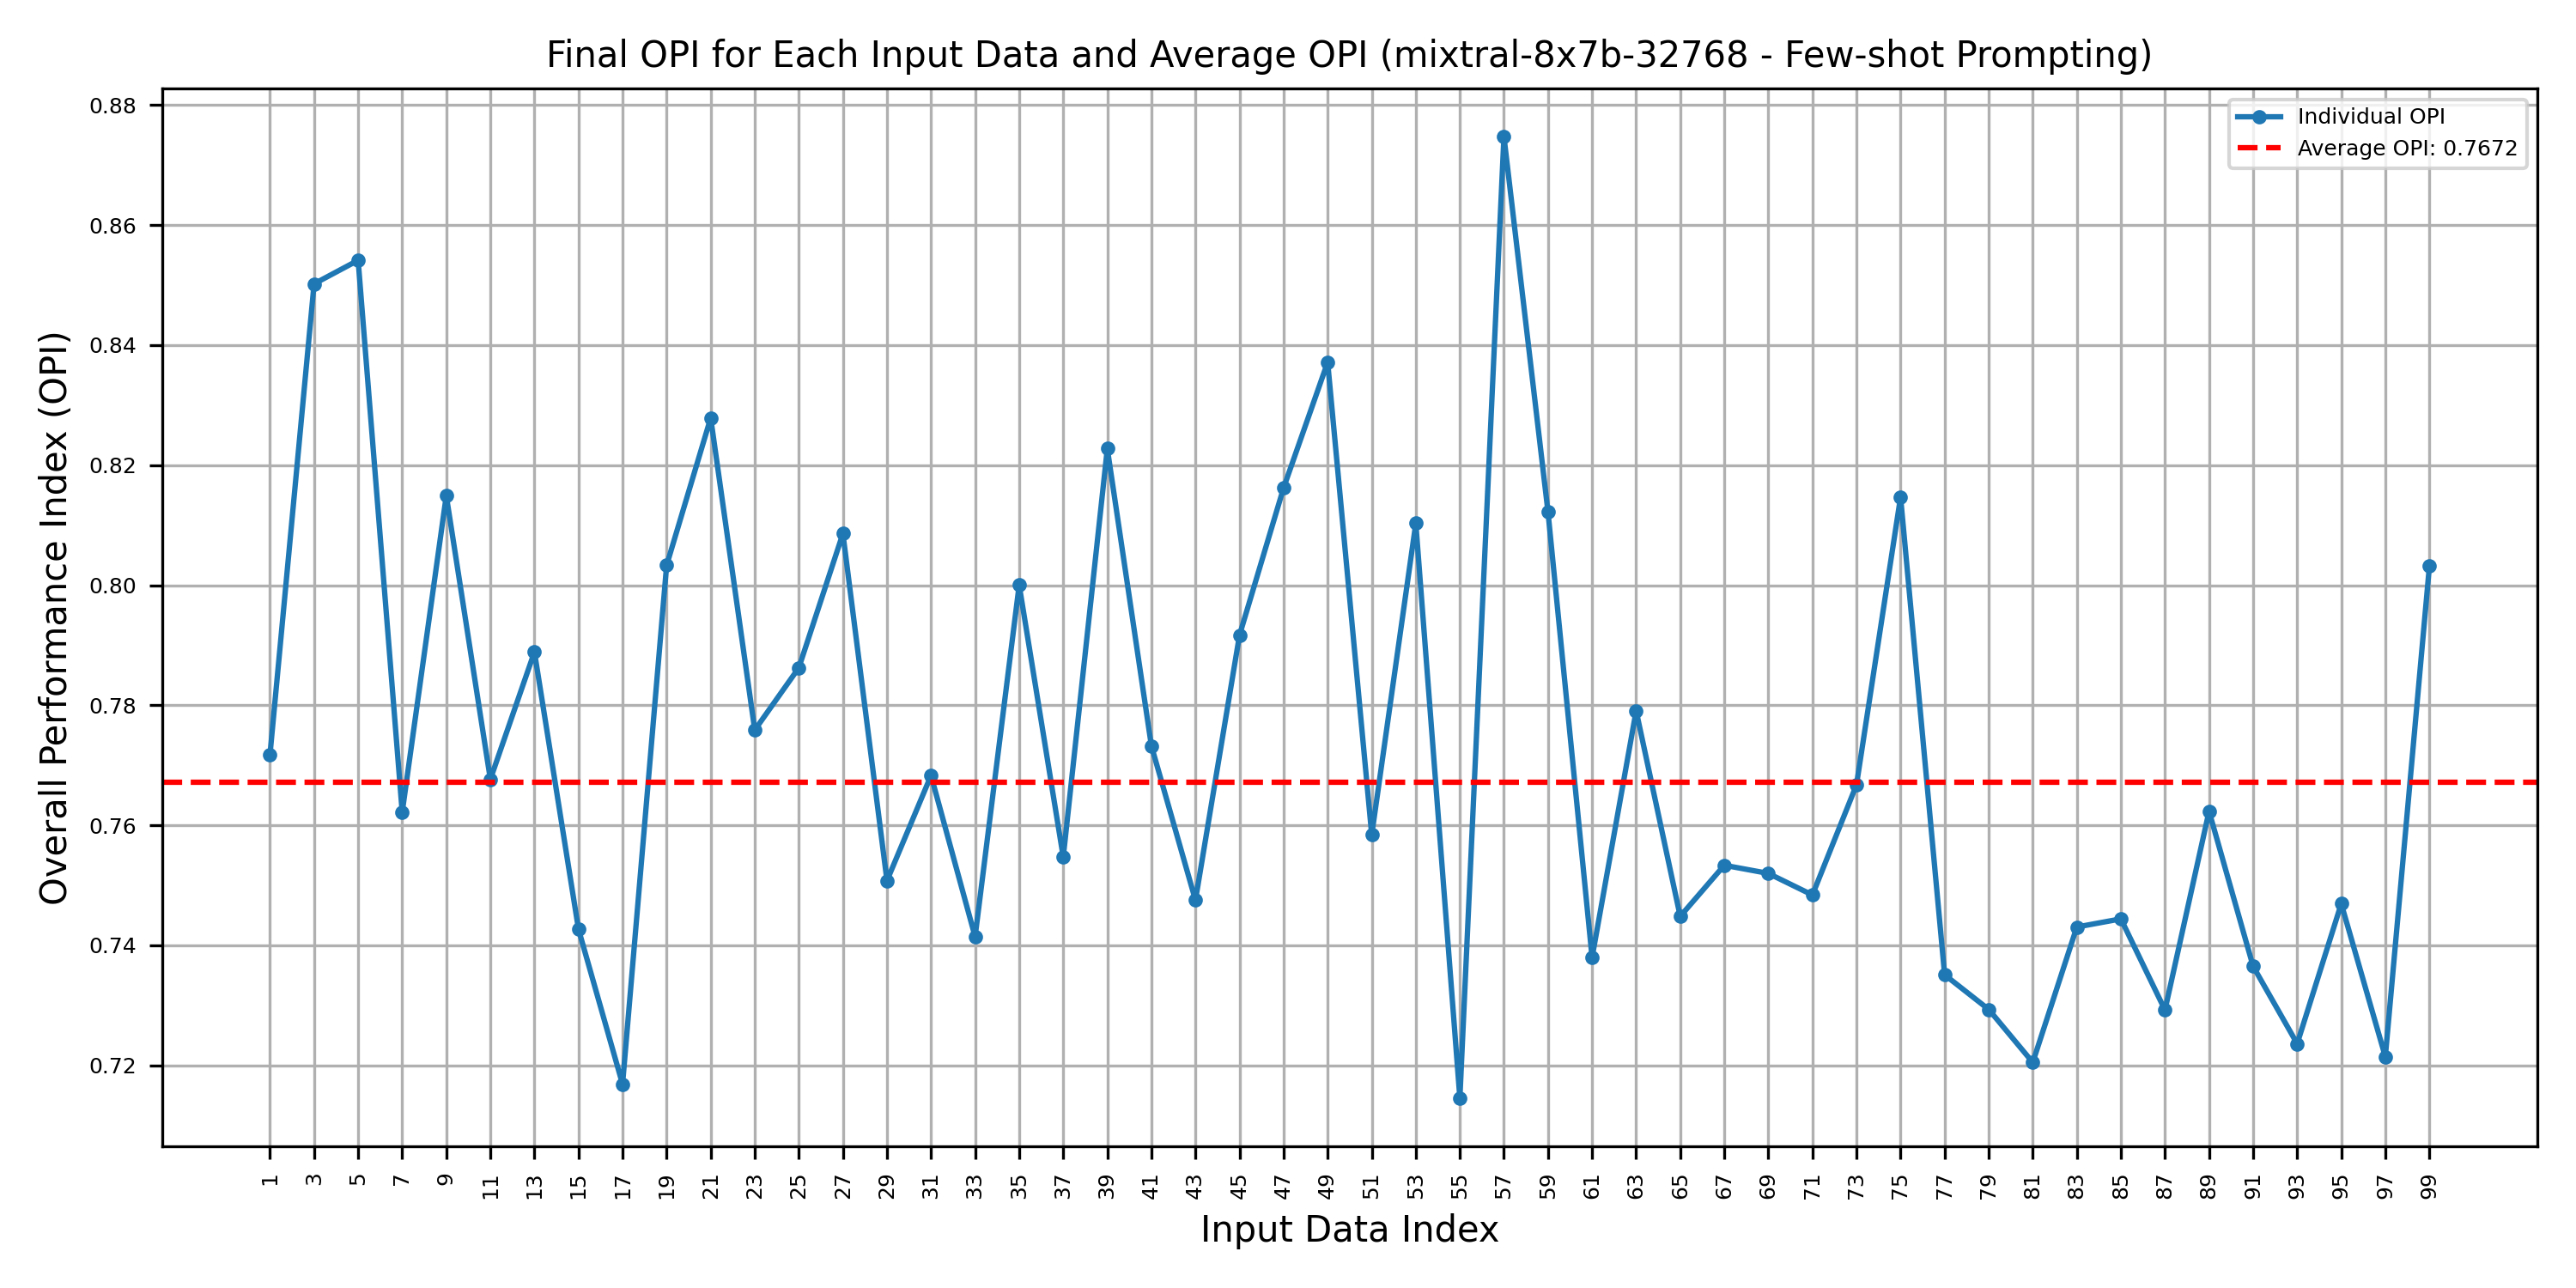 Final OPI for Each Input Data and Average OPI (mixtral-8x7b-32768 - Few-shot Prompting)
Individual OPI
Average OPI: 0.7672
Overall Performance Index (OPI)
0.88
0.86
0.84
0.82
0.80
0.78
0.76
0.74
0.72
1 3 5 7 9 11 13 15 17 19 21 23 25 27 29 31 33 35 37 39 41 43 45 47 49 51 53 55 57 59 61 63 65 67 69 71 73 75 77 79 81 83 85 87 89 91 93 95 97 99
Input Data Index